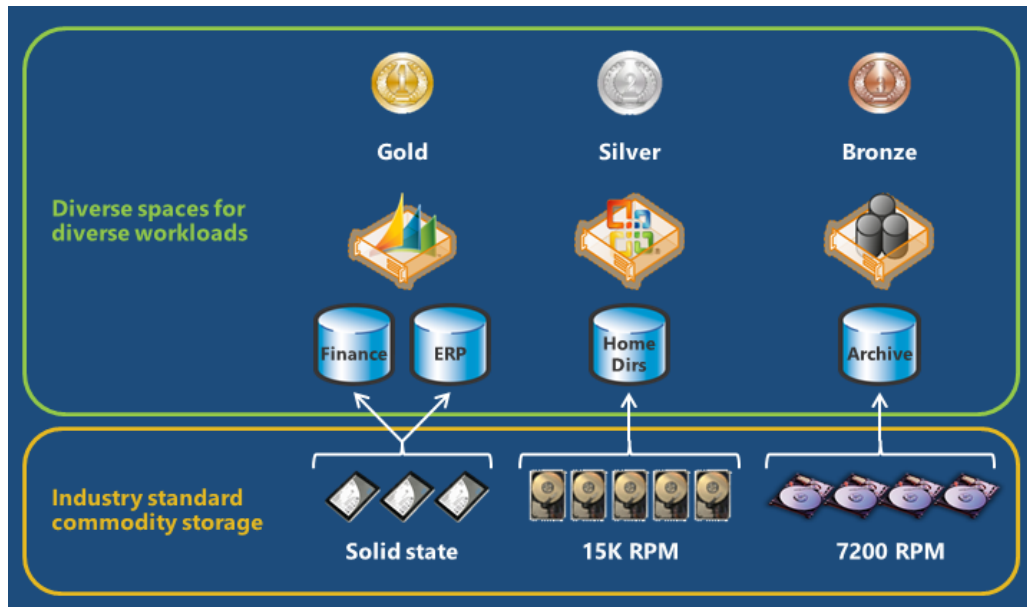 Gold
Silver
Bronze
Diverse spaces for
diverse workloads
Finance
ERP
Home
Dirs
Archive
Industry standard
commodity storage
Solid state
15K RPM
7200 RPM